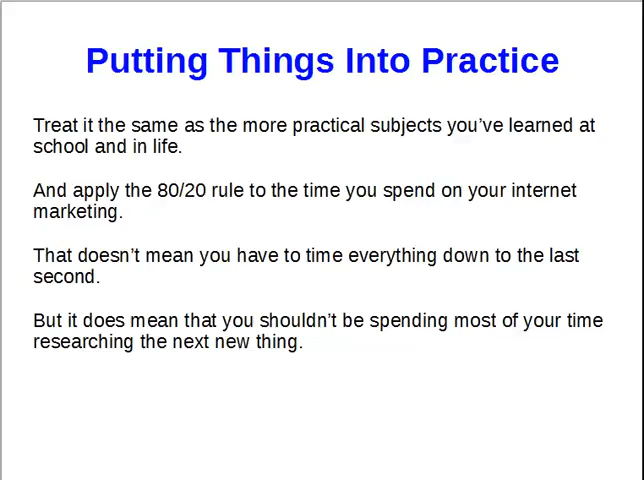 Putting Things Into Practice
Treat it the same as the more practical subjects you’ve learned at
school and in life.
And apply the 80/20 rule to the time you spend on your internet
marketing.
That doesn’t mean you have to time everything down to the last
second.
But it does mean that you shouldn’t be spending most of your time
researching the next new thing.